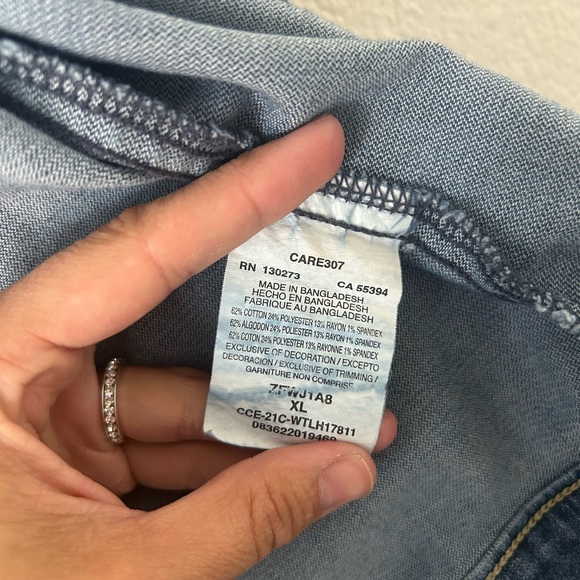 CARE307
RN 130273 CA 55394
MADE IN BANGLADESH
HECHO EN BANGLADESH
FABRIQUE AU BANGLADESH
62% COTTON 24% POLYESTER 13% RAYON 1% SPANDEX
62% ALGODON 24% POLIESTER 13% RAYON 1% SPANDEX
62% COTON 24% POLYESTER 13% RAYONNE 1% SPANDEX
EXCLUSIVE OF DECORATION / EXCEPTO
DECORACION / EXCLUSIVE OF TRIMMING /
GARNITURE NON COMPRISE
XL
CCE-21C-WTLH17811